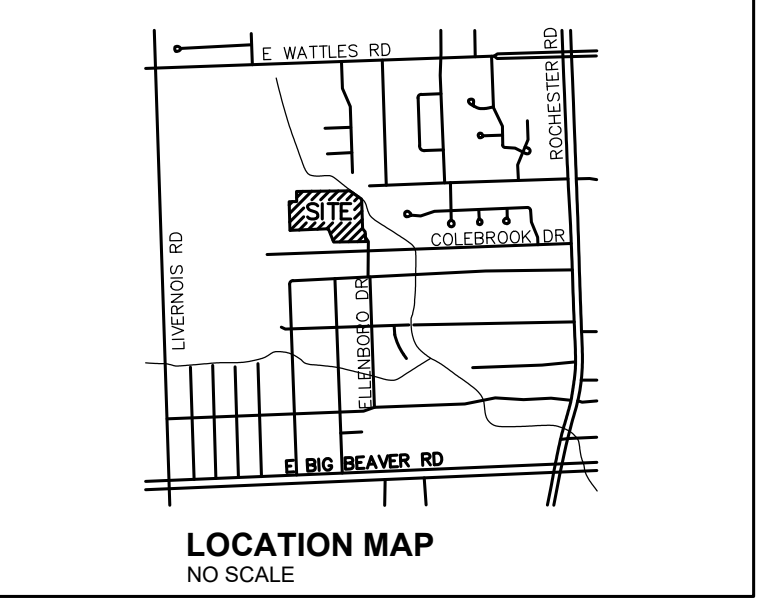 E WATTLES RD
ROCHESTER RD
SITE
COLEBROOK DR
LIVERNOIS RD
ELLENBORO DR
E BIG BEAVER RD
LOCATION MAP
NO SCALE